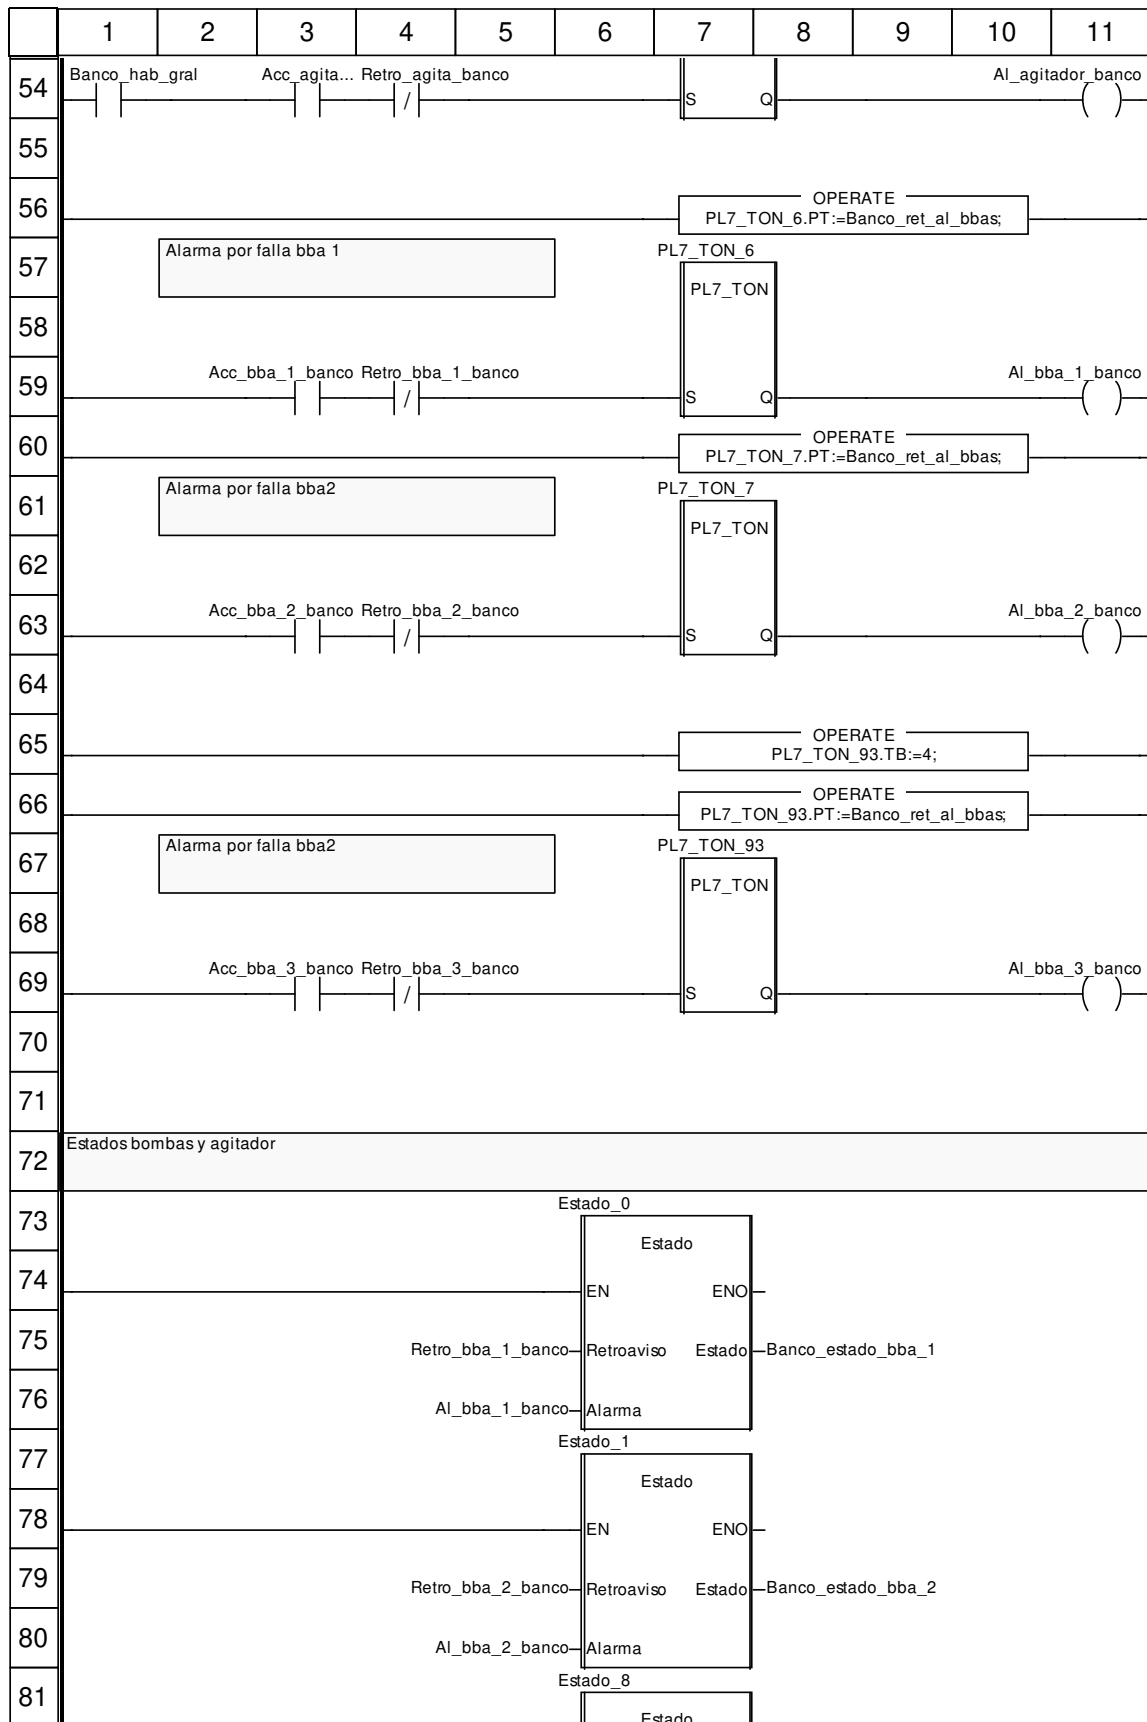 1 2 3 4 5 6 7 8 9 10 11
54 Banco_hab_gral Acc_agita... Retro_agita_banco Al_agitador_banco
/ S Q
55
56 OPERATE
PL7_TON_6.PT:=Banco_ret_al_bbas;
57 Alarma por falla bba 1 PL7_TON_6
PL7_TON
58
59 Acc_bba_1_banco Retro_bba_1_banco Al_bba_1_banco
/ S Q
60 OPERATE
PL7_TON_7.PT:=Banco_ret_al_bbas;
61 Alarma por falla bba2 PL7_TON_7
PL7_TON
62
63 Acc_bba_2_banco Retro_bba_2_banco Al_bba_2_banco
/ S Q
64
65 OPERATE
PL7_TON_93.TB:=4;
66 OPERATE
PL7_TON_93.PT:=Banco_ret_al_bbas;
67 Alarma por falla bba2 PL7_TON_93
PL7_TON
68
69 Acc_bba_3_banco Retro_bba_3_banco Al_bba_3_banco
/ S Q
70
71
72 Estados bombas y agitador
73 Estado_0
Estado
74 EN ENO
75 Retro_bba_1_banco Retroaviso Estado Banco_estado_bba_1
76 Al_bba_1_banco Alarma
77 Estado_1
Estado
78 EN ENO
79 Retro_bba_2_banco Retroaviso Estado Banco_estado_bba_2
80 Al_bba_2_banco Alarma
81 Estado_8
Estado